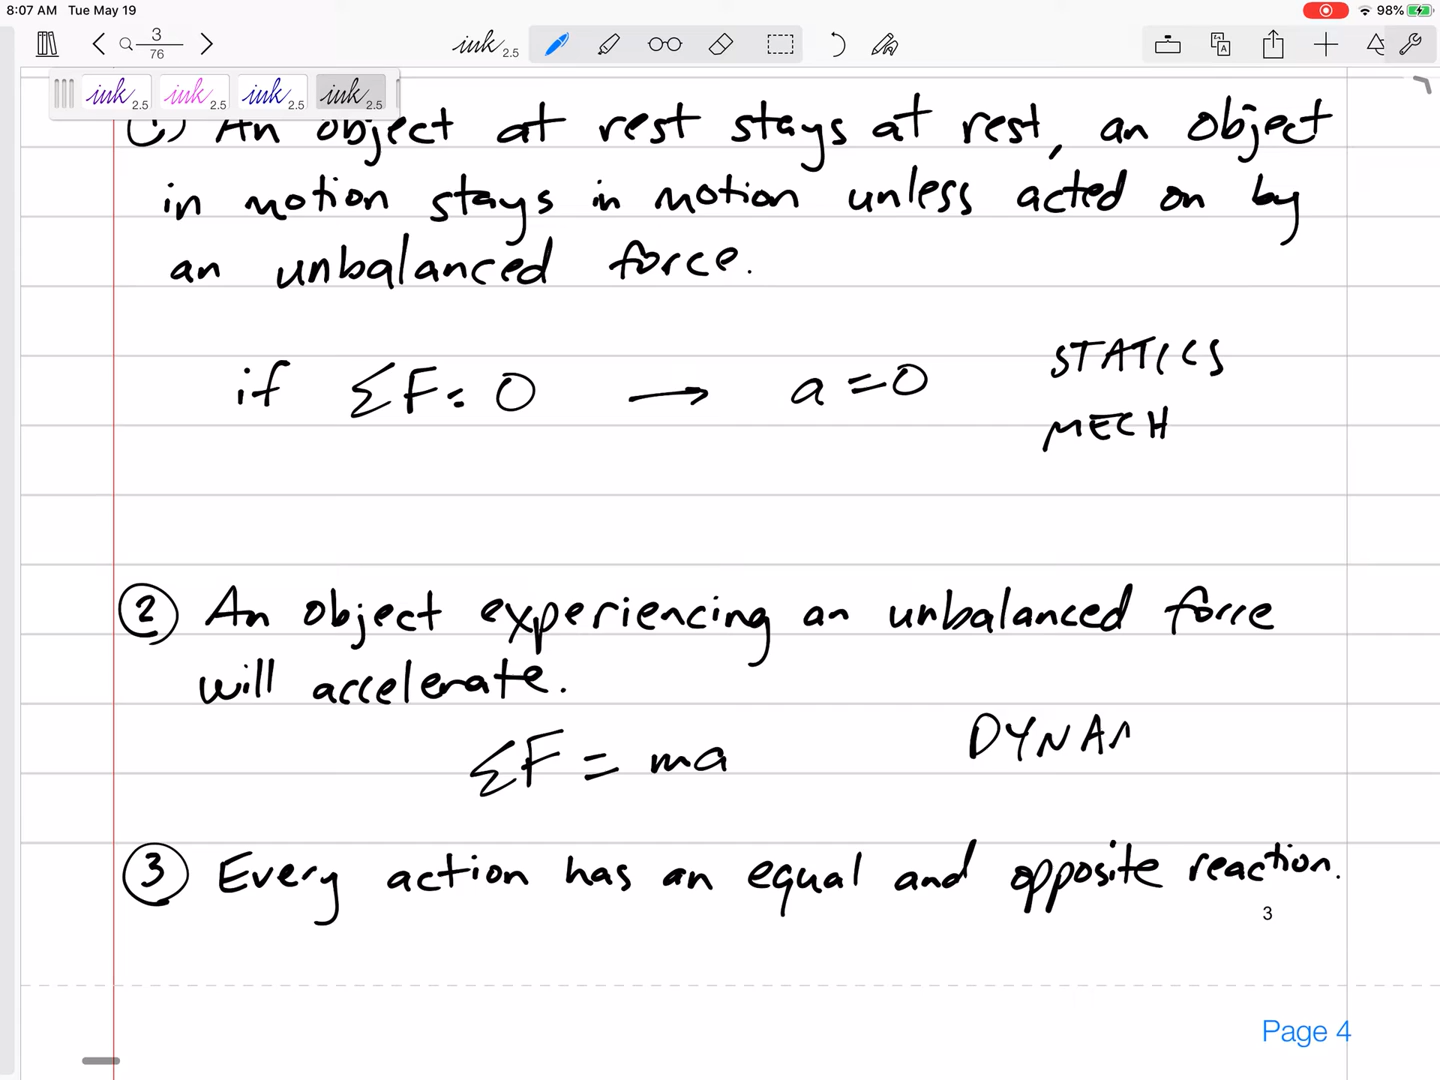 8:07 AM Tue May 19
98%
3
76
ink 2.5
ink 2.5
ink 2.5
ink 2.5
ink 2.5
① An object at rest stays at rest, an object
in motion stays in motion unless acted on by
an unbalanced force.
if ΣF = 0 → a = 0
STATICS
MECH
② An object experiencing an unbalanced force
will accelerate.
ΣF = ma
DYNAM
③ Every action has an equal and opposite reaction.
3
Page 4